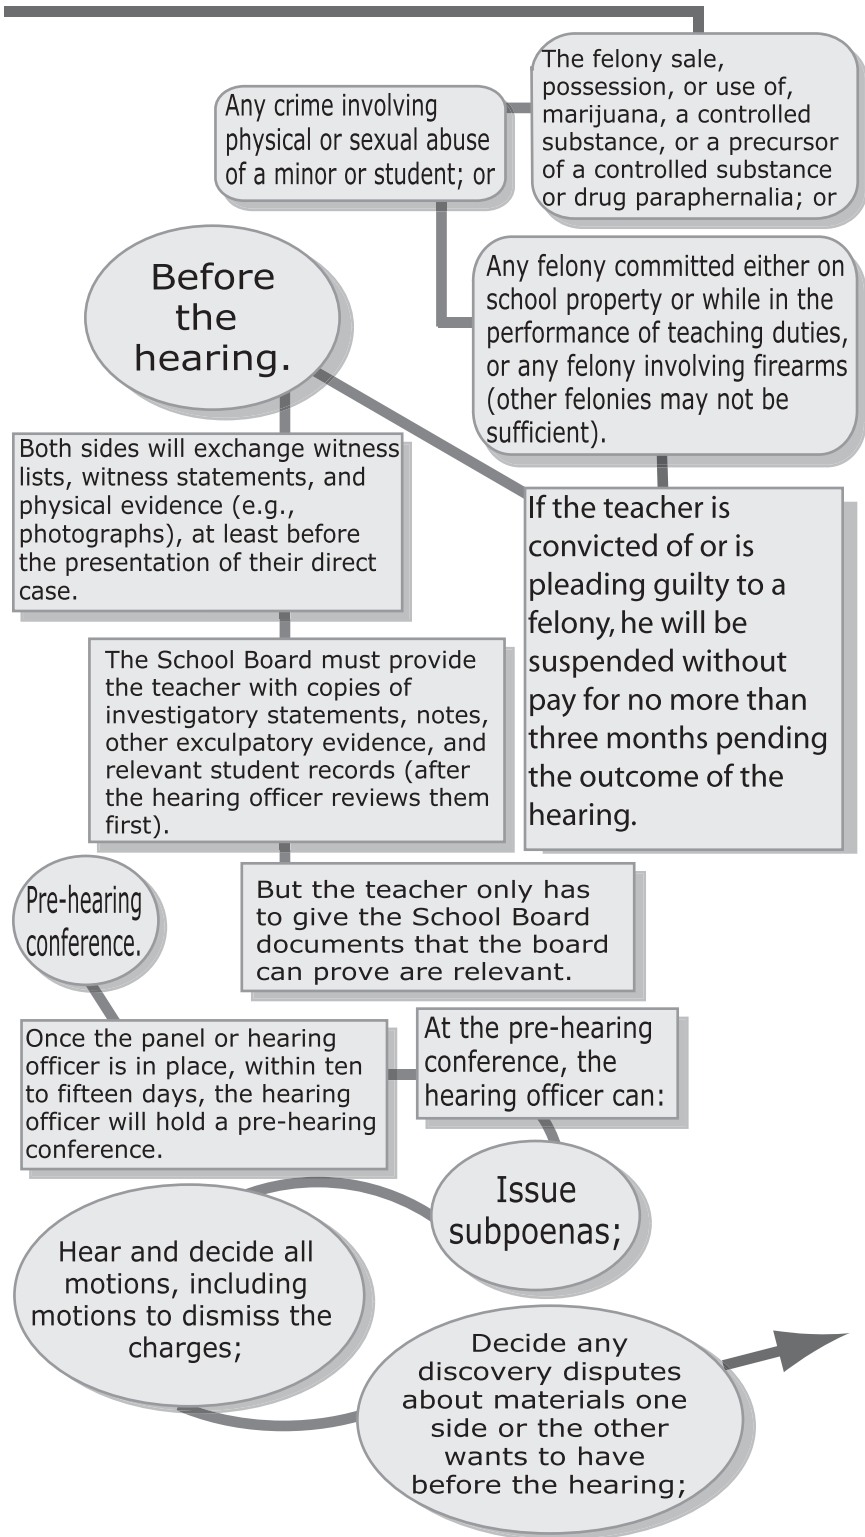 The felony sale,
possession, or use of,
marijuana, a controlled
substance, or a precursor
of a controlled substance
or drug paraphernalia; or
Any crime involving
physical or sexual abuse
of a minor or student; or
Any felony committed either on
school property or while in the
performance of teaching duties,
or any felony involving firearms
(other felonies may not be
sufficient).
Before
the
hearing.
If the teacher is
convicted of or is
pleading guilty to a
felony, he will be
suspended without
pay for no more than
three months pending
the outcome of the
hearing.
Both sides will exchange witness
lists, witness statements, and
physical evidence (e.g.,
photographs), at least before
the presentation of their direct
case.
The School Board must provide
the teacher with copies of
investigatory statements, notes,
other exculpatory evidence, and
relevant student records (after
the hearing officer reviews them
first).
But the teacher only has
to give the School Board
documents that the board
can prove are relevant.
Pre-hearing
conference.
Once the panel or hearing
officer is in place, within ten
to fifteen days, the hearing
officer will hold a pre-hearing
conference.
At the pre-hearing
conference, the
hearing officer can:
Issue
subpoenas;
Hear and decide all
motions, including
motions to dismiss the
charges;
Decide any
discovery disputes
about materials one
side or the other
wants to have
before the hearing;